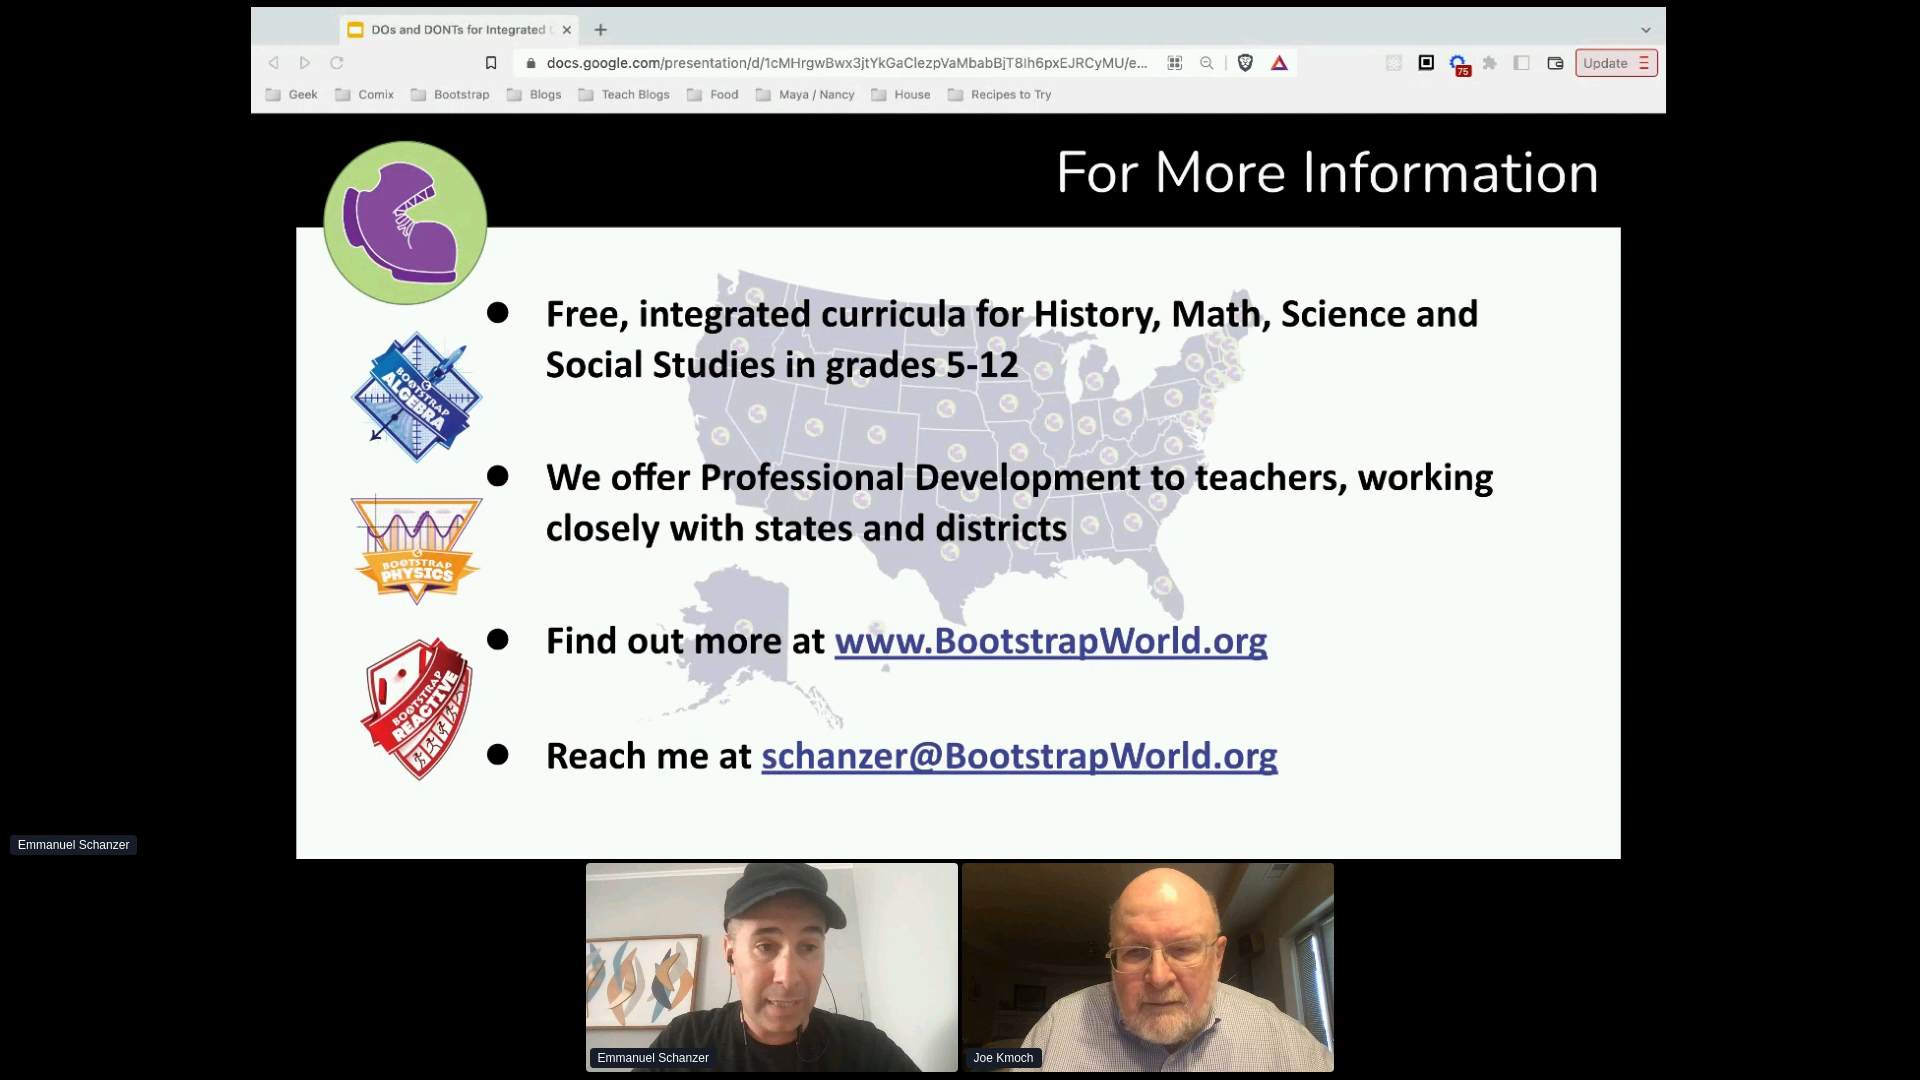 DOs and DONTs for Integrated
docs.google.com/presentation/d/1cMHrgwBwx3jtYkGaClezpVaMbabBjT8Ih6pxEJRCyMU/e...
75
Update
Geek
Comix
Bootstrap
Blogs
Teach Blogs
Food
Maya / Nancy
House
Recipes to Try
For More Information
● Free, integrated curricula for History, Math, Science and
Social Studies in grades 5-12
BOOTSTRAP
ALGEBRA
● We offer Professional Development to teachers, working
closely with states and districts
BOOTSTRAP
PHYSICS
● Find out more at www.BootstrapWorld.org
BOOTSTRAP
REACTIVE
● Reach me at schanzer@BootstrapWorld.org
Emmanuel Schanzer
Emmanuel Schanzer
Joe Kmoch